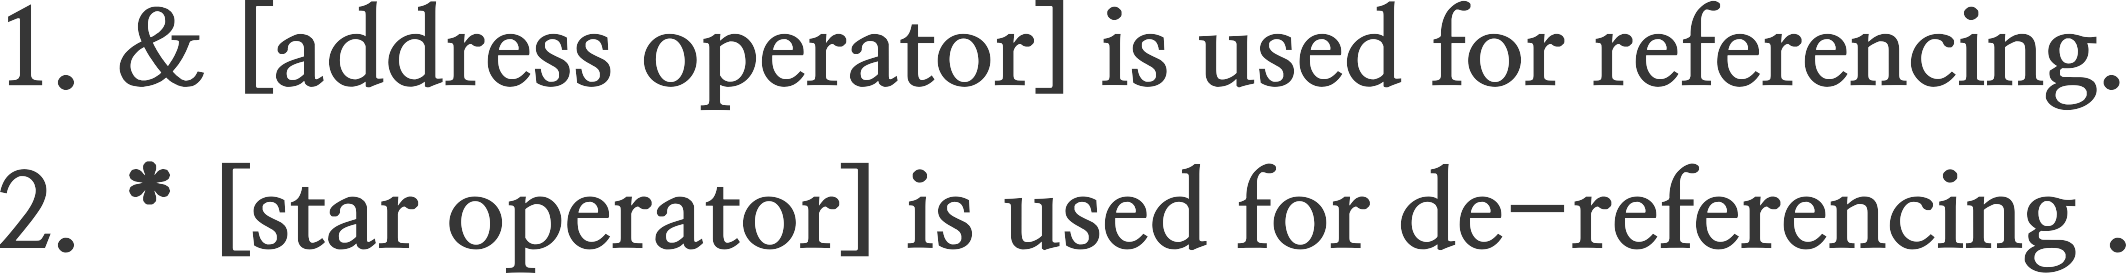 1. & [address operator] is used for referencing.
2. * [star operator] is used for de-referencing .